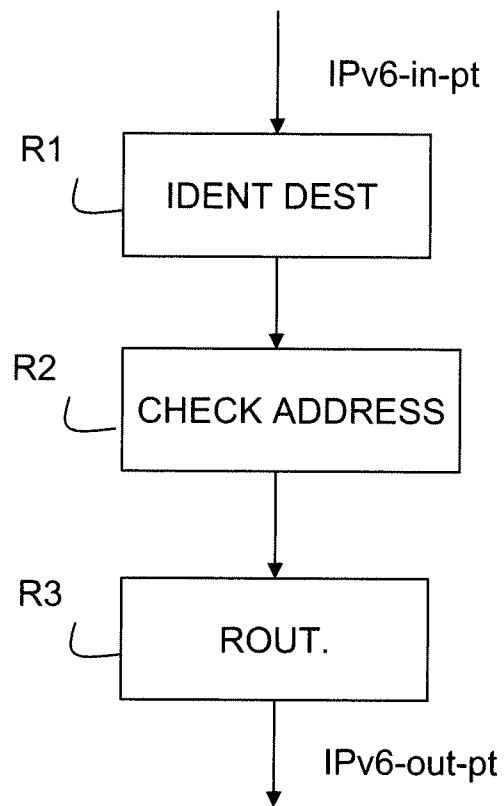 IPv6-in-pt
R1
IDENT DEST
R2
CHECK ADDRESS
R3
ROUT.
IPv6-out-pt